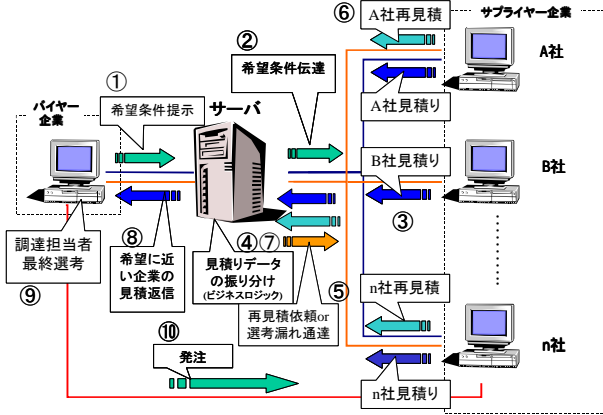 ⑥
A社再見積
サプライヤー企業
A社
②
希望条件伝達
①
希望条件提示
サーバ
バイヤー
企業
A社見積り
B社見積り
B社
③
調達担当者
最終選考
⑨
⑧
希望に近
い企業の
見積返信
④⑦
見積りデータ
の振り分け
(ビジネスロジック)
⑤
再見積依頼or
選考漏れ通達
n社再見積
n社
⑩
発注
n社見積り